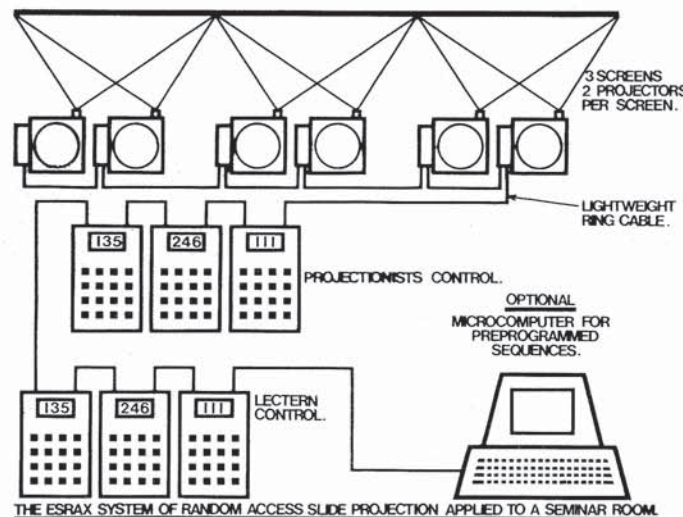 3 SCREENS
2 PROJECTORS
PER SCREEN.
LIGHTWEIGHT
RING CABLE.
135
246
111
PROJECTIONISTS CONTROL.
OPTIONAL
MICROCOMPUTER FOR
PREPROGRAMMED
SEQUENCES.
135
246
111
LECTERN
CONTROL.
THE ESRAX SYSTEM OF RANDOM ACCESS SLIDE PROJECTION APPLIED TO A SEMINAR ROOM.